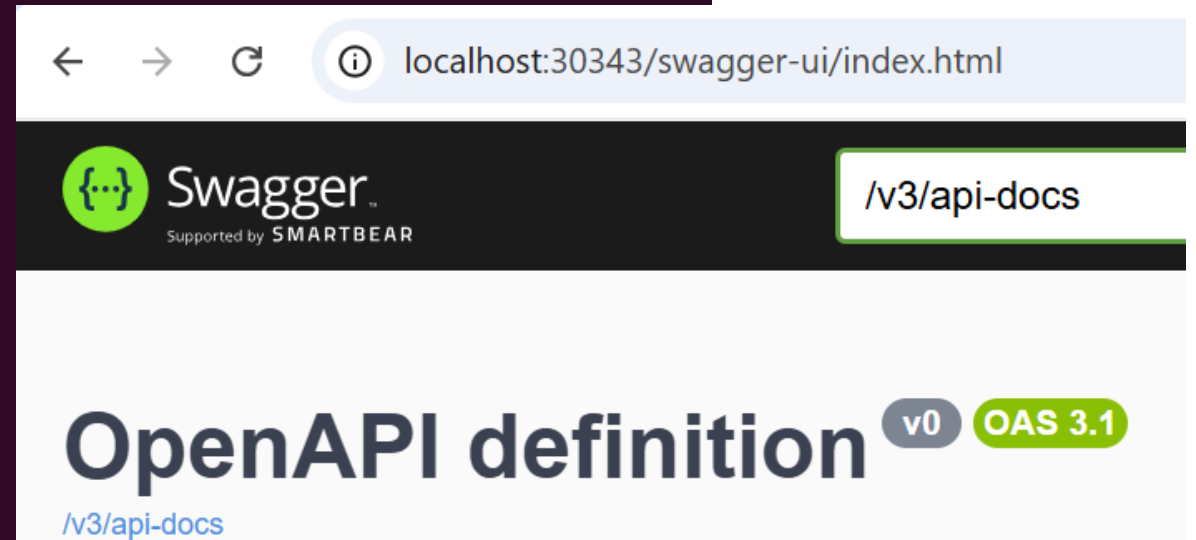 localhost:30343/swagger-ui/index.html
{···} Swagger™
Supported by SMARTBEAR
/v3/api-docs
OpenAPI definition v0 OAS 3.1
/v3/api-docs